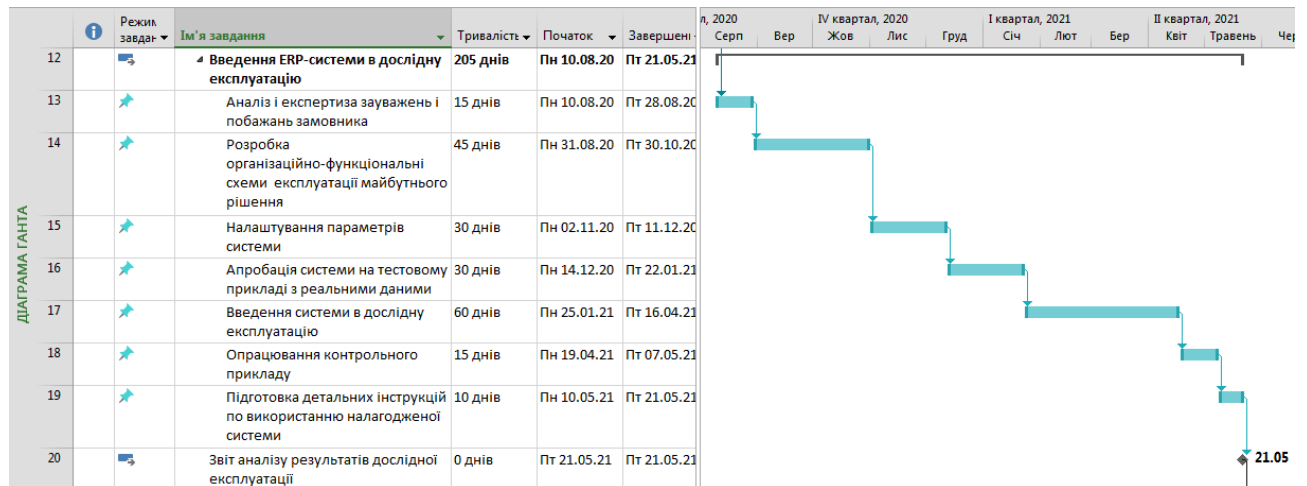 л, 2020 IV квартал, 2020 I квартал, 2021 II квартал, 2021
Режим завдан Ім'я завдання Тривалість Початок Завершенн Серп Вер Жов Лис Груд Січ Лют Бер Квіт Травень Чер
12 Введення ERP-системи в дослідну 205 днів Пн 10.08.20 Пт 21.05.21
експлуатацію
13 Аналіз і експертиза зауважень і 15 днів Пн 10.08.20 Пт 28.08.20
побажань замовника
14 Розробка 45 днів Пн 31.08.20 Пт 30.10.20
організаційно-функціональні
схеми експлуатації майбутнього
рішення
15 Налаштування параметрів 30 днів Пн 02.11.20 Пт 11.12.20
системи
16 Апробація системи на тестовому 30 днів Пн 14.12.20 Пт 22.01.21
прикладі з реальними даними
17 Введення системи в дослідну 60 днів Пн 25.01.21 Пт 16.04.21
експлуатацію
18 Опрацювання контрольного 15 днів Пн 19.04.21 Пт 07.05.21
прикладу
19 Підготовка детальних інструкцій 10 днів Пн 10.05.21 Пт 21.05.21
по використанню налагодженої
системи
20 Звіт аналізу результатів дослідної 0 днів Пт 21.05.21 Пт 21.05.21 21.05
експлуатації
ДІАГРАМА ГАНТА